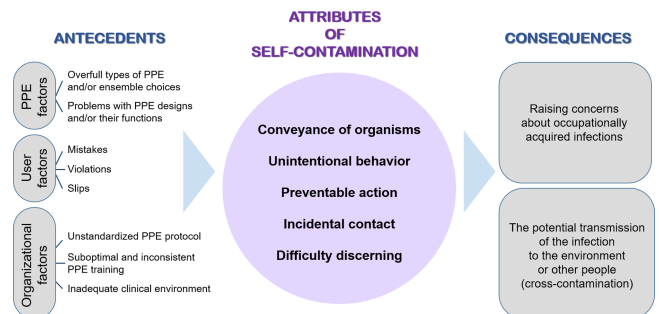 ANTECEDENTS
PPE
factors
Overfull types of PPE
and/or ensemble choices
Problems with PPE designs
and/or their functions
User
factors
Mistakes
Violations
Slips
Organizational
factors
Unstandardized PPE protocol
Suboptimal and inconsistent
PPE training
Inadequate clinical environment
ATTRIBUTES
OF
SELF-CONTAMINATION
Conveyance of organisms
Unintentional behavior
Preventable action
Incidental contact
Difficulty discerning
CONSEQUENCES
Raising concerns
about occupationally
acquired infections
The potential transmission
of the infection
to the environment
or other people
(cross-contamination)